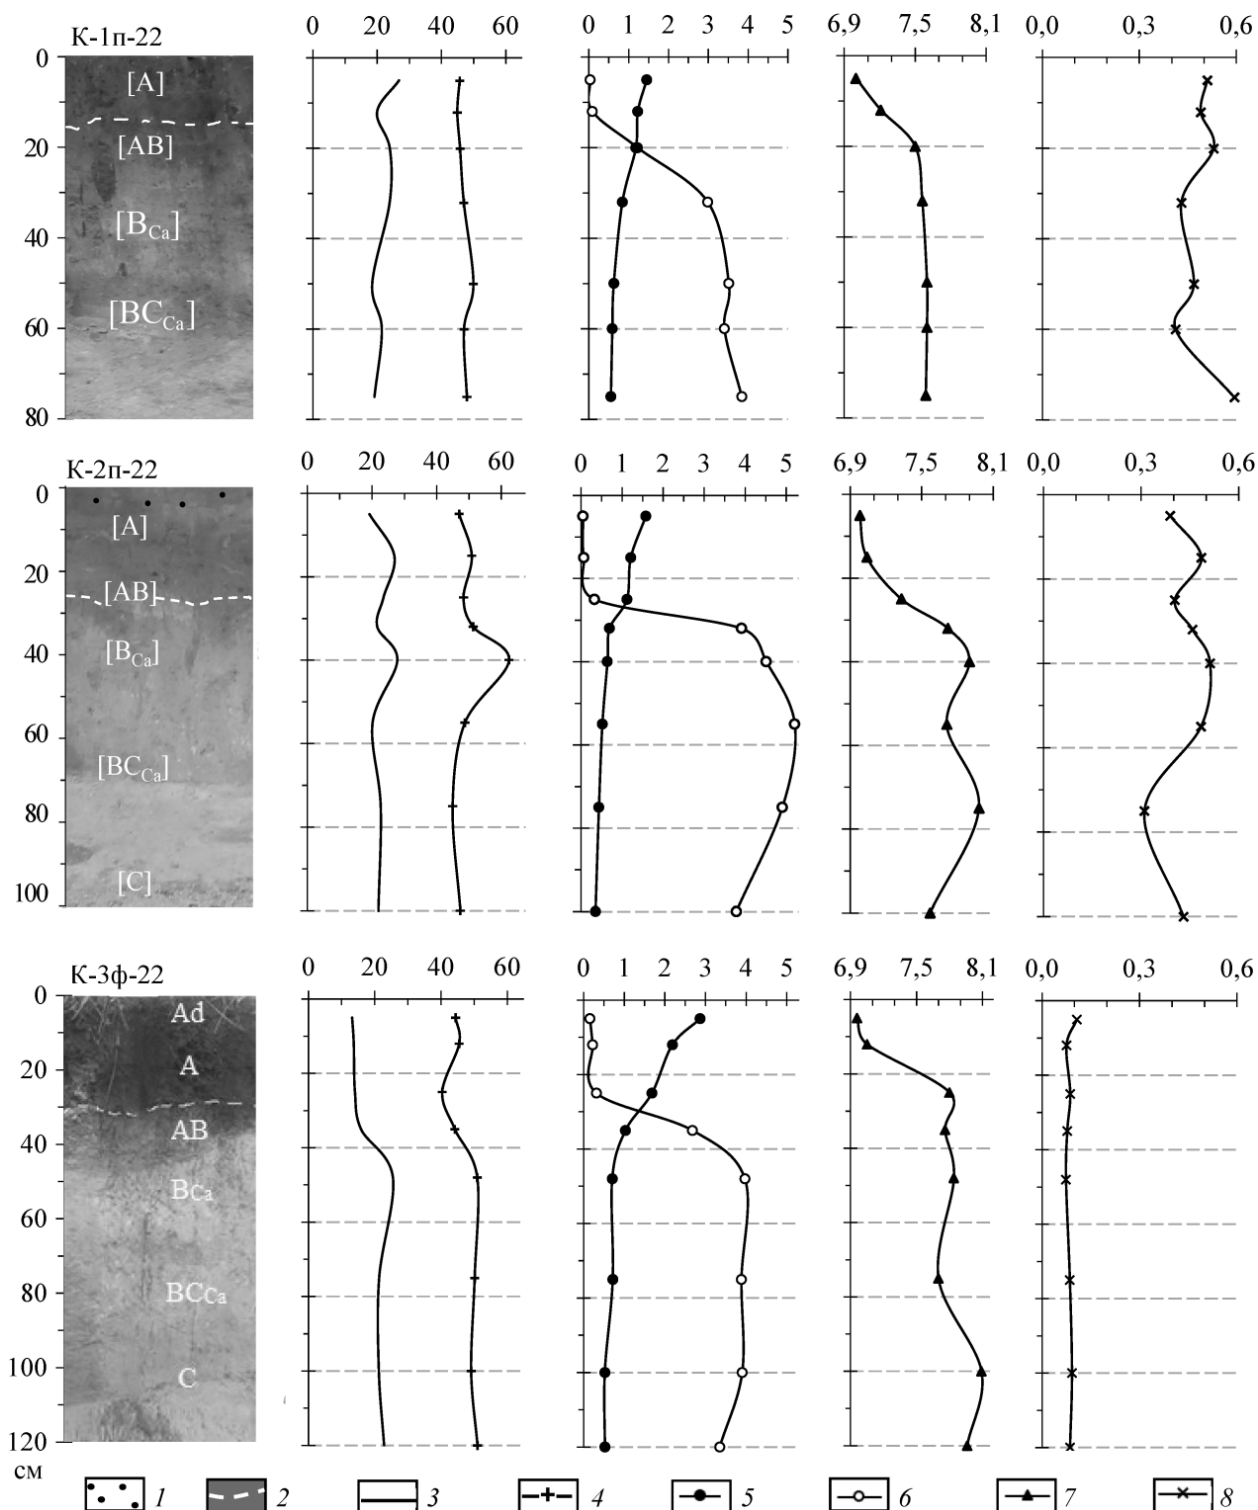 К-1п-22
0 20 40 60
0 1 2 3 4 5
6,9 7,5 8,1
0,0 0,3 0,6
0
20
40
60
80
[A]
[AB]
[BCa]
[BCCa]
К-2п-22
0 20 40 60
0 1 2 3 4 5
6,9 7,5 8,1
0,0 0,3 0,6
0
20
40
60
80
100
[A]
[AB]
[BCa]
[BCCa]
[C]
К-3ф-22
0 20 40 60
0 1 2 3 4 5
6,9 7,5 8,1
0,0 0,3 0,6
0
20
40
60
80
100
120
см
Ad
A
AB
BCa
BCCa
C
1 2 3 4 5 6 7 8